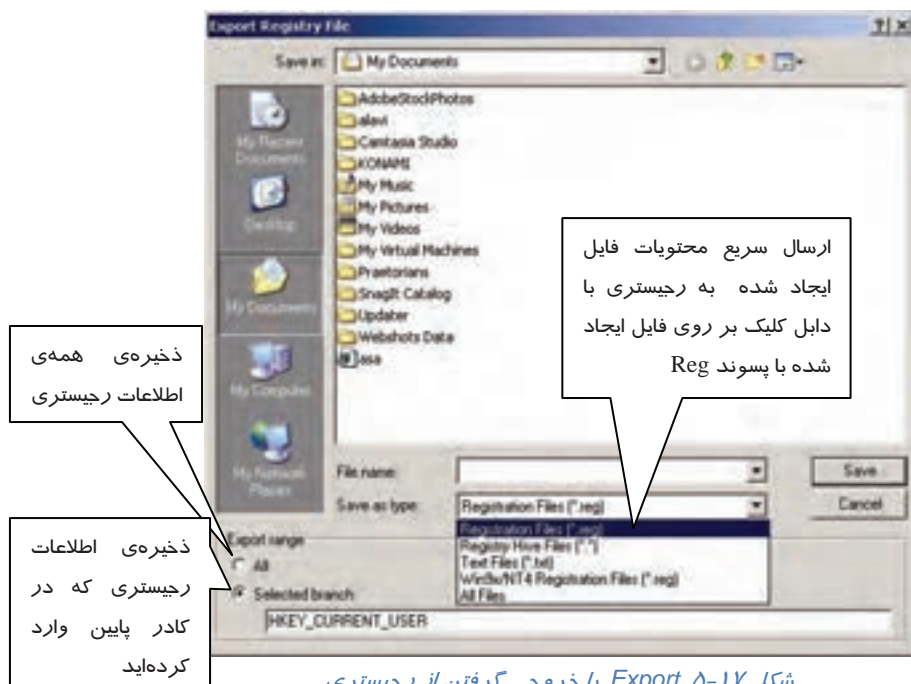 Export Registry File
Save in:
My Documents
My Recent Documents
Desktop
My Documents
My Computer
My Network Places
AdobeStockPhotos
alavi
Camtasia Studio
KONAMI
My Music
My Pictures
My Videos
My Virtual Machines
Praetorians
SnagIt Catalog
Updater
Webshots Data
asa
ارسال سریع محتویات فایل
ایجاد شده به رجیستری با
دابل کلیک بر روی فایل ایجاد
شده با پسوند Reg
ذخیره‌ی همه‌ی
اطلاعات رجیستری
File name:
Save
Save as type:
Registration Files (*.reg)
Cancel
Registration Files (*.reg)
Registry Hive Files (*.*)
Text Files (*.txt)
Win9x/NT4 Registration Files (*.reg)
All Files
Export range
All
Selected branch
HKEY_CURRENT_USER
ذخیره‌ی اطلاعات
رجیستری که در
کادر پایین وارد
کرده‌اید
شکل ۱۷-۵ Export یا خروجی گرفتن از رجیستری